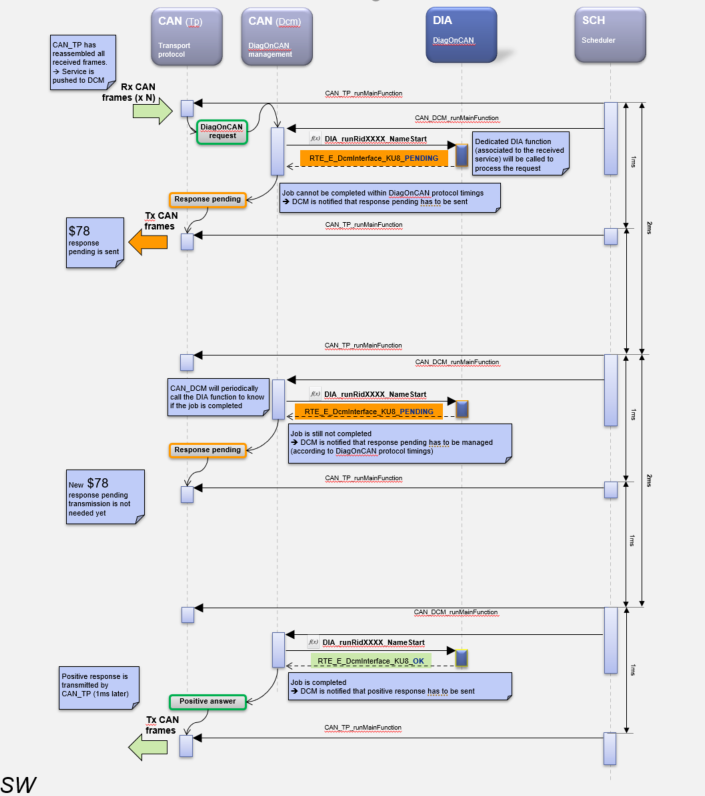 CAN (Tp)
Transport
protocol
CAN (Dcm)
DiagOnCAN
management
DIA
DiagOnCAN
SCH
Scheduler
CAN_TP has
reassembled all
received frames.
→ Service is
pushed to DCM
Rx CAN
frames (x N)
CAN_TP_runMainFunction
CAN_DCM_runMainFunction
DiagOnCAN
request
f(x) DIA_runRidXXXX_NameStart
RTE_E_DcmInterface_KU8_PENDING
Dedicated DIA function
(associated to the received
service) will be called to
process the request
1ms
Job cannot be completed within DiagOnCAN protocol timings
→ DCM is notified that response pending has to be sent
Response pending
Tx CAN
frames
$78
response
pending is sent
CAN_TP_runMainFunction
2ms
CAN_TP_runMainFunction
CAN_DCM_runMainFunction
CAN_DCM will periodically
call the DIA function to know
if the job is completed
f(x) DIA_runRidXXXX_NameStart
RTE_E_DcmInterface_KU8_PENDING
1ms
Job is still not completed
→ DCM is notified that response pending has to be managed
(according to DiagOnCAN protocol timings)
Response pending
New $78
response pending
transmission is not
needed yet
CAN_TP_runMainFunction
2ms
1ms
CAN_DCM_runMainFunction
f(x) DIA_runRidXXXX_NameStart
RTE_E_DcmInterface_KU8_OK
1ms
Job is completed
→ DCM is notified that positive response has to be sent
Positive response is
transmitted by
CAN_TP (1ms later)
Positive answer
Tx CAN
frames
CAN_TP_runMainFunction
SW